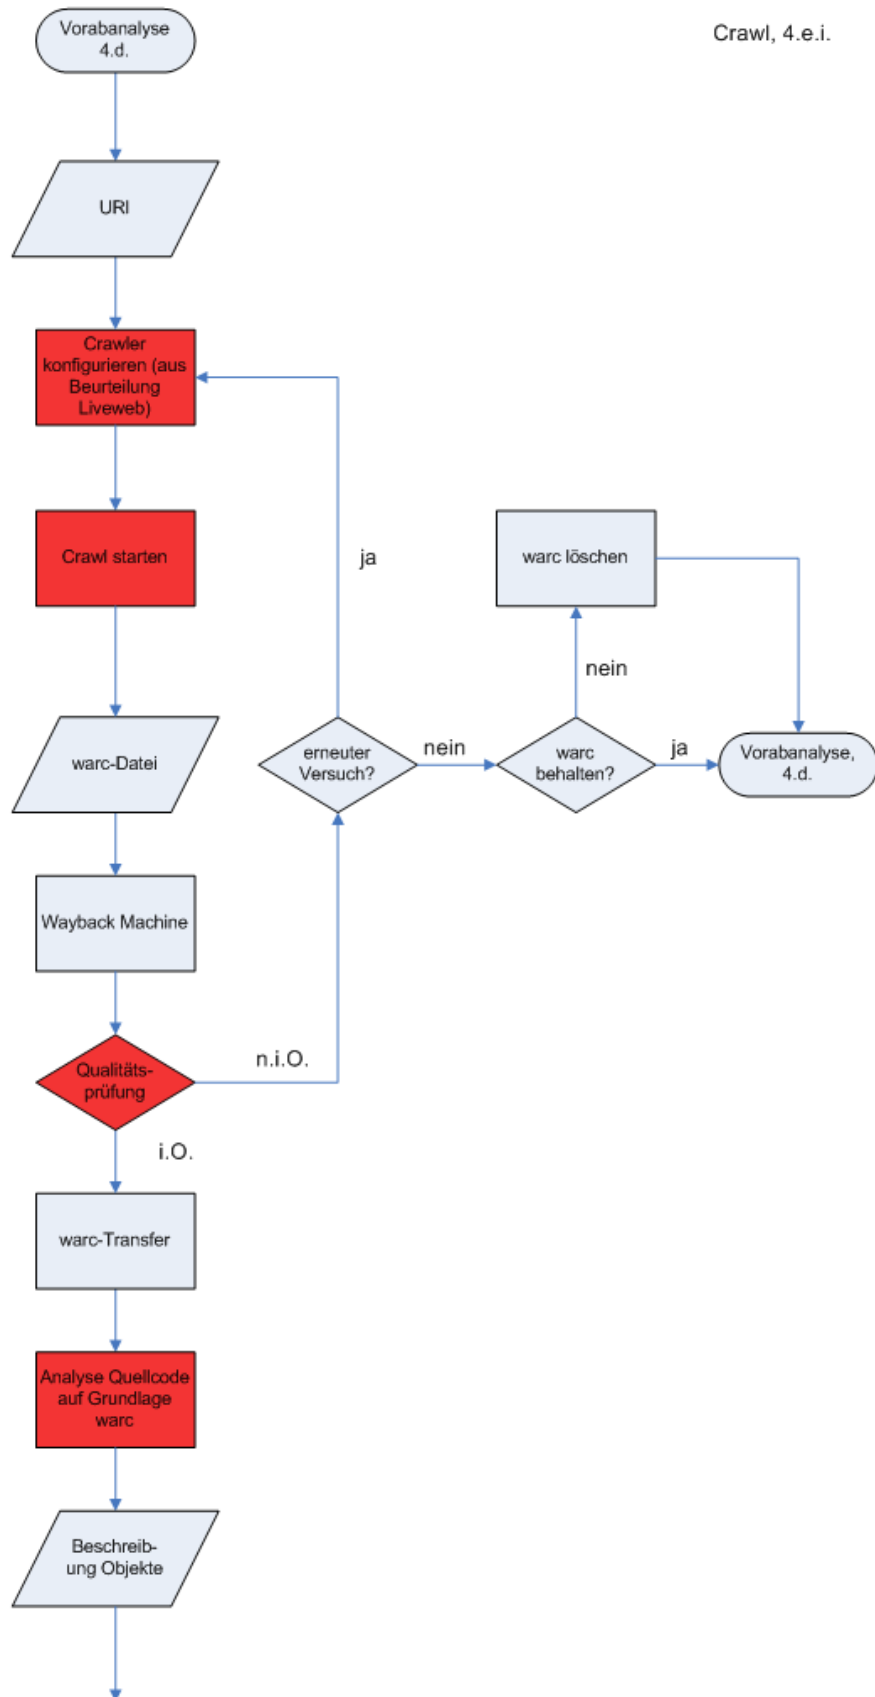 Vorabanalyse
4.d.
Crawl, 4.e.i.
URI
Crawler
konfigurieren (aus
Beurteilung
Liveweb)
Crawl starten
ja
warc löschen
nein
warc-Datei
erneuter
Versuch?
nein
warc
behalten?
ja
Vorabanalyse,
4.d.
Wayback Machine
Qualitäts-
prüfung
n.i.O.
i.O.
warc-Transfer
Analyse Quellcode
auf Grundlage
warc
Beschreib-
ung Objekte